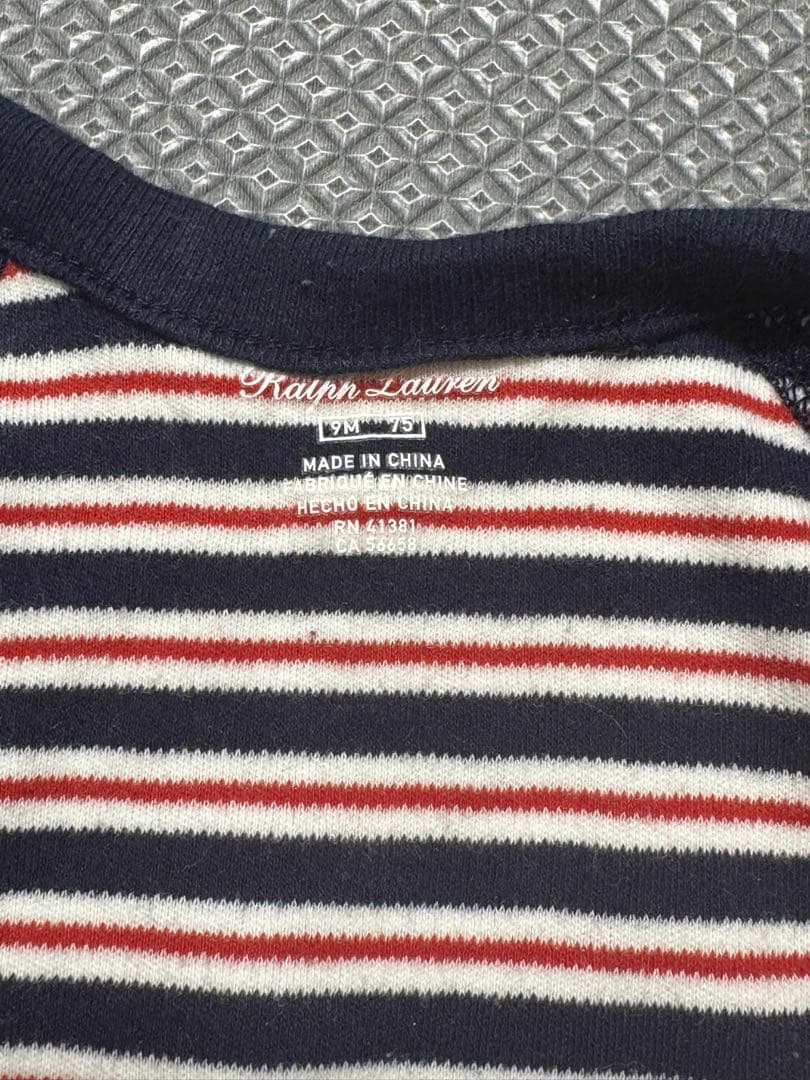 Ralph Lauren
9M 75
MADE IN CHINA
FABRIQUÉ EN CHINE
HECHO EN CHINA
RN 41381
CA 56658